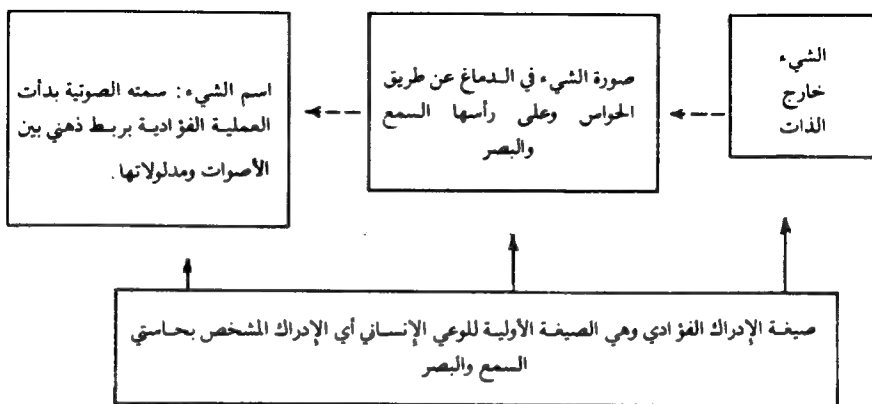 الشيء
خارج
الذات
صورة الشيء في الدماغ عن طريق
الحواس وعلى رأسها السمع
والبصر
اسم الشيء: سمته الصوتية بدأت
العملية الفؤادية بربط ذهني بين
الأصوات ومدلولاتها.
صيغة الإدراك الفؤادي وهي الصيغة الأولية للوعي الإنساني أي الإدراك المشخص بحاستي
السمع والبصر